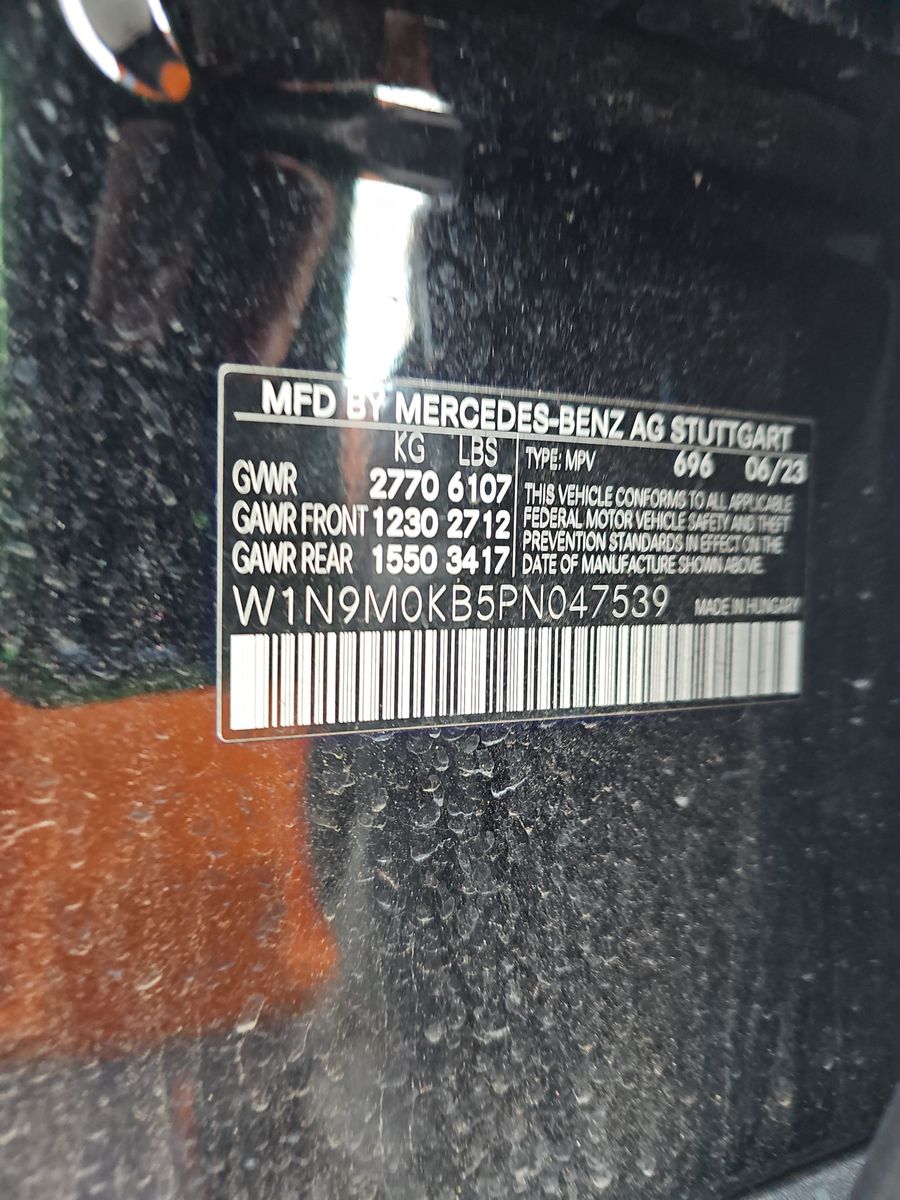 MFD BY MERCEDES-BENZ AG STUTTGART
KG LBS
GVWR 2770 6107
GAWR FRONT 1230 2712
GAWR REAR 1550 3417
TYPE: MPV 696 06/23
THIS VEHICLE CONFORMS TO ALL APPLICABLE
FEDERAL MOTOR VEHICLE SAFETY AND THEFT
PREVENTION STANDARDS IN EFFECT ON THE
DATE OF MANUFACTURE SHOWN ABOVE.
W1N9M0KB5PN047539 MADE IN HUNGARY